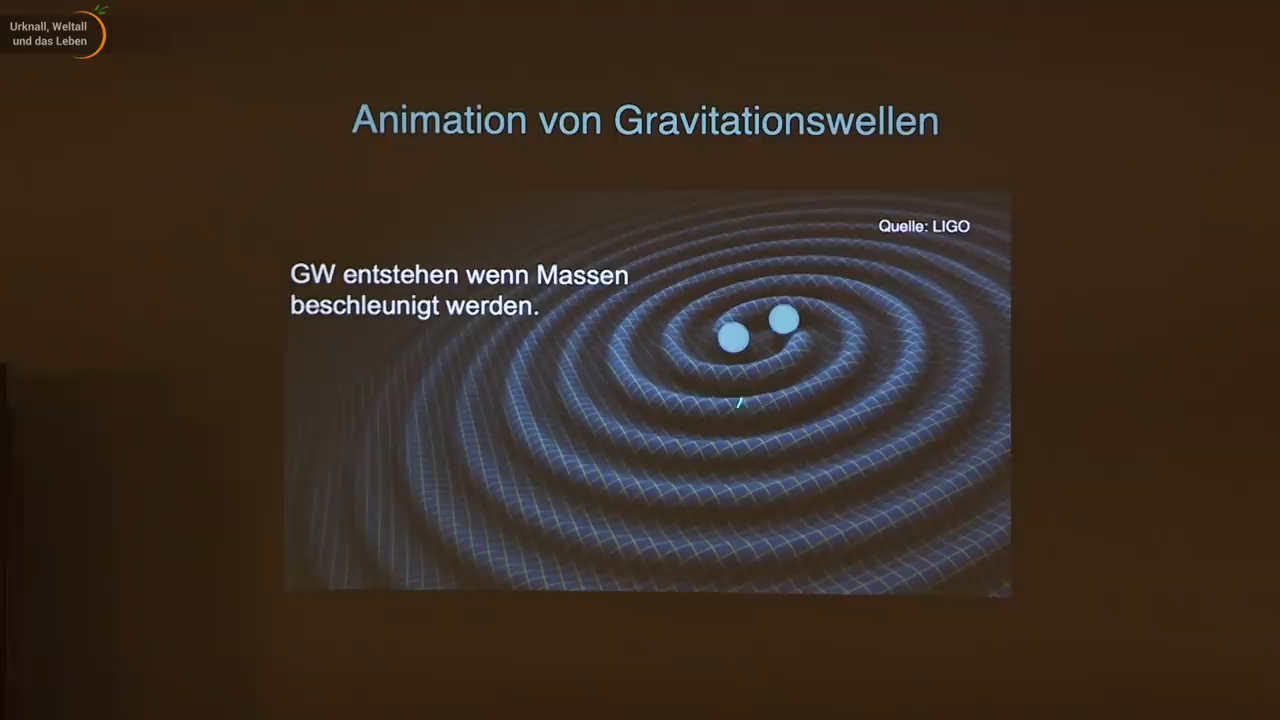 Urknall, Weltall
und das Leben
Animation von Gravitationswellen
Quelle: LIGO
GW entstehen wenn Massen
beschleunigt werden.